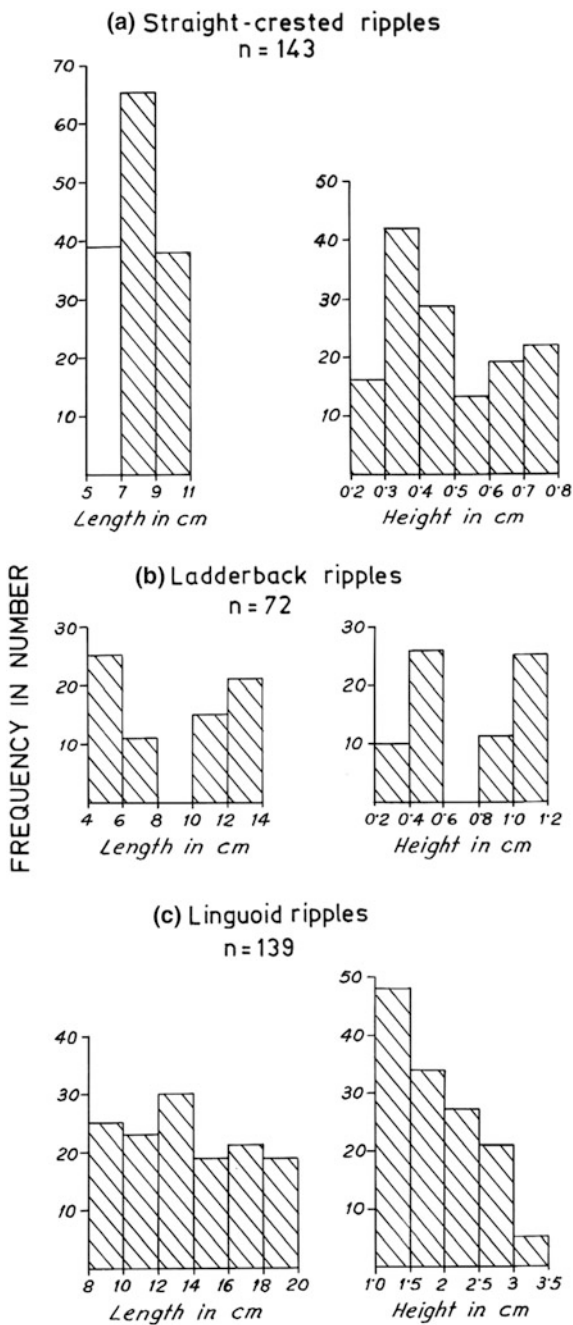 (a) Straight-crested ripples
n = 143
70
60
50
40
30
20
10
5 7 9 11
Length in cm
50
40
30
20
10
0·2 0·3 0·4 0·5 0·6 0·7 0·8
Height in cm
FREQUENCY IN NUMBER
(b) Ladderback ripples
n = 72
30
20
10
4 6 8 10 12 14
Length in cm
30
20
10
0·2 0·4 0·6 0·8 1·0 1·2
Height in cm
(c) Linguoid ripples
n = 139
40
30
20
10
8 10 12 14 16 18 20
Length in cm
50
40
30
20
10
1·0 1·5 2·0 2·5 3 3·5
Height in cm